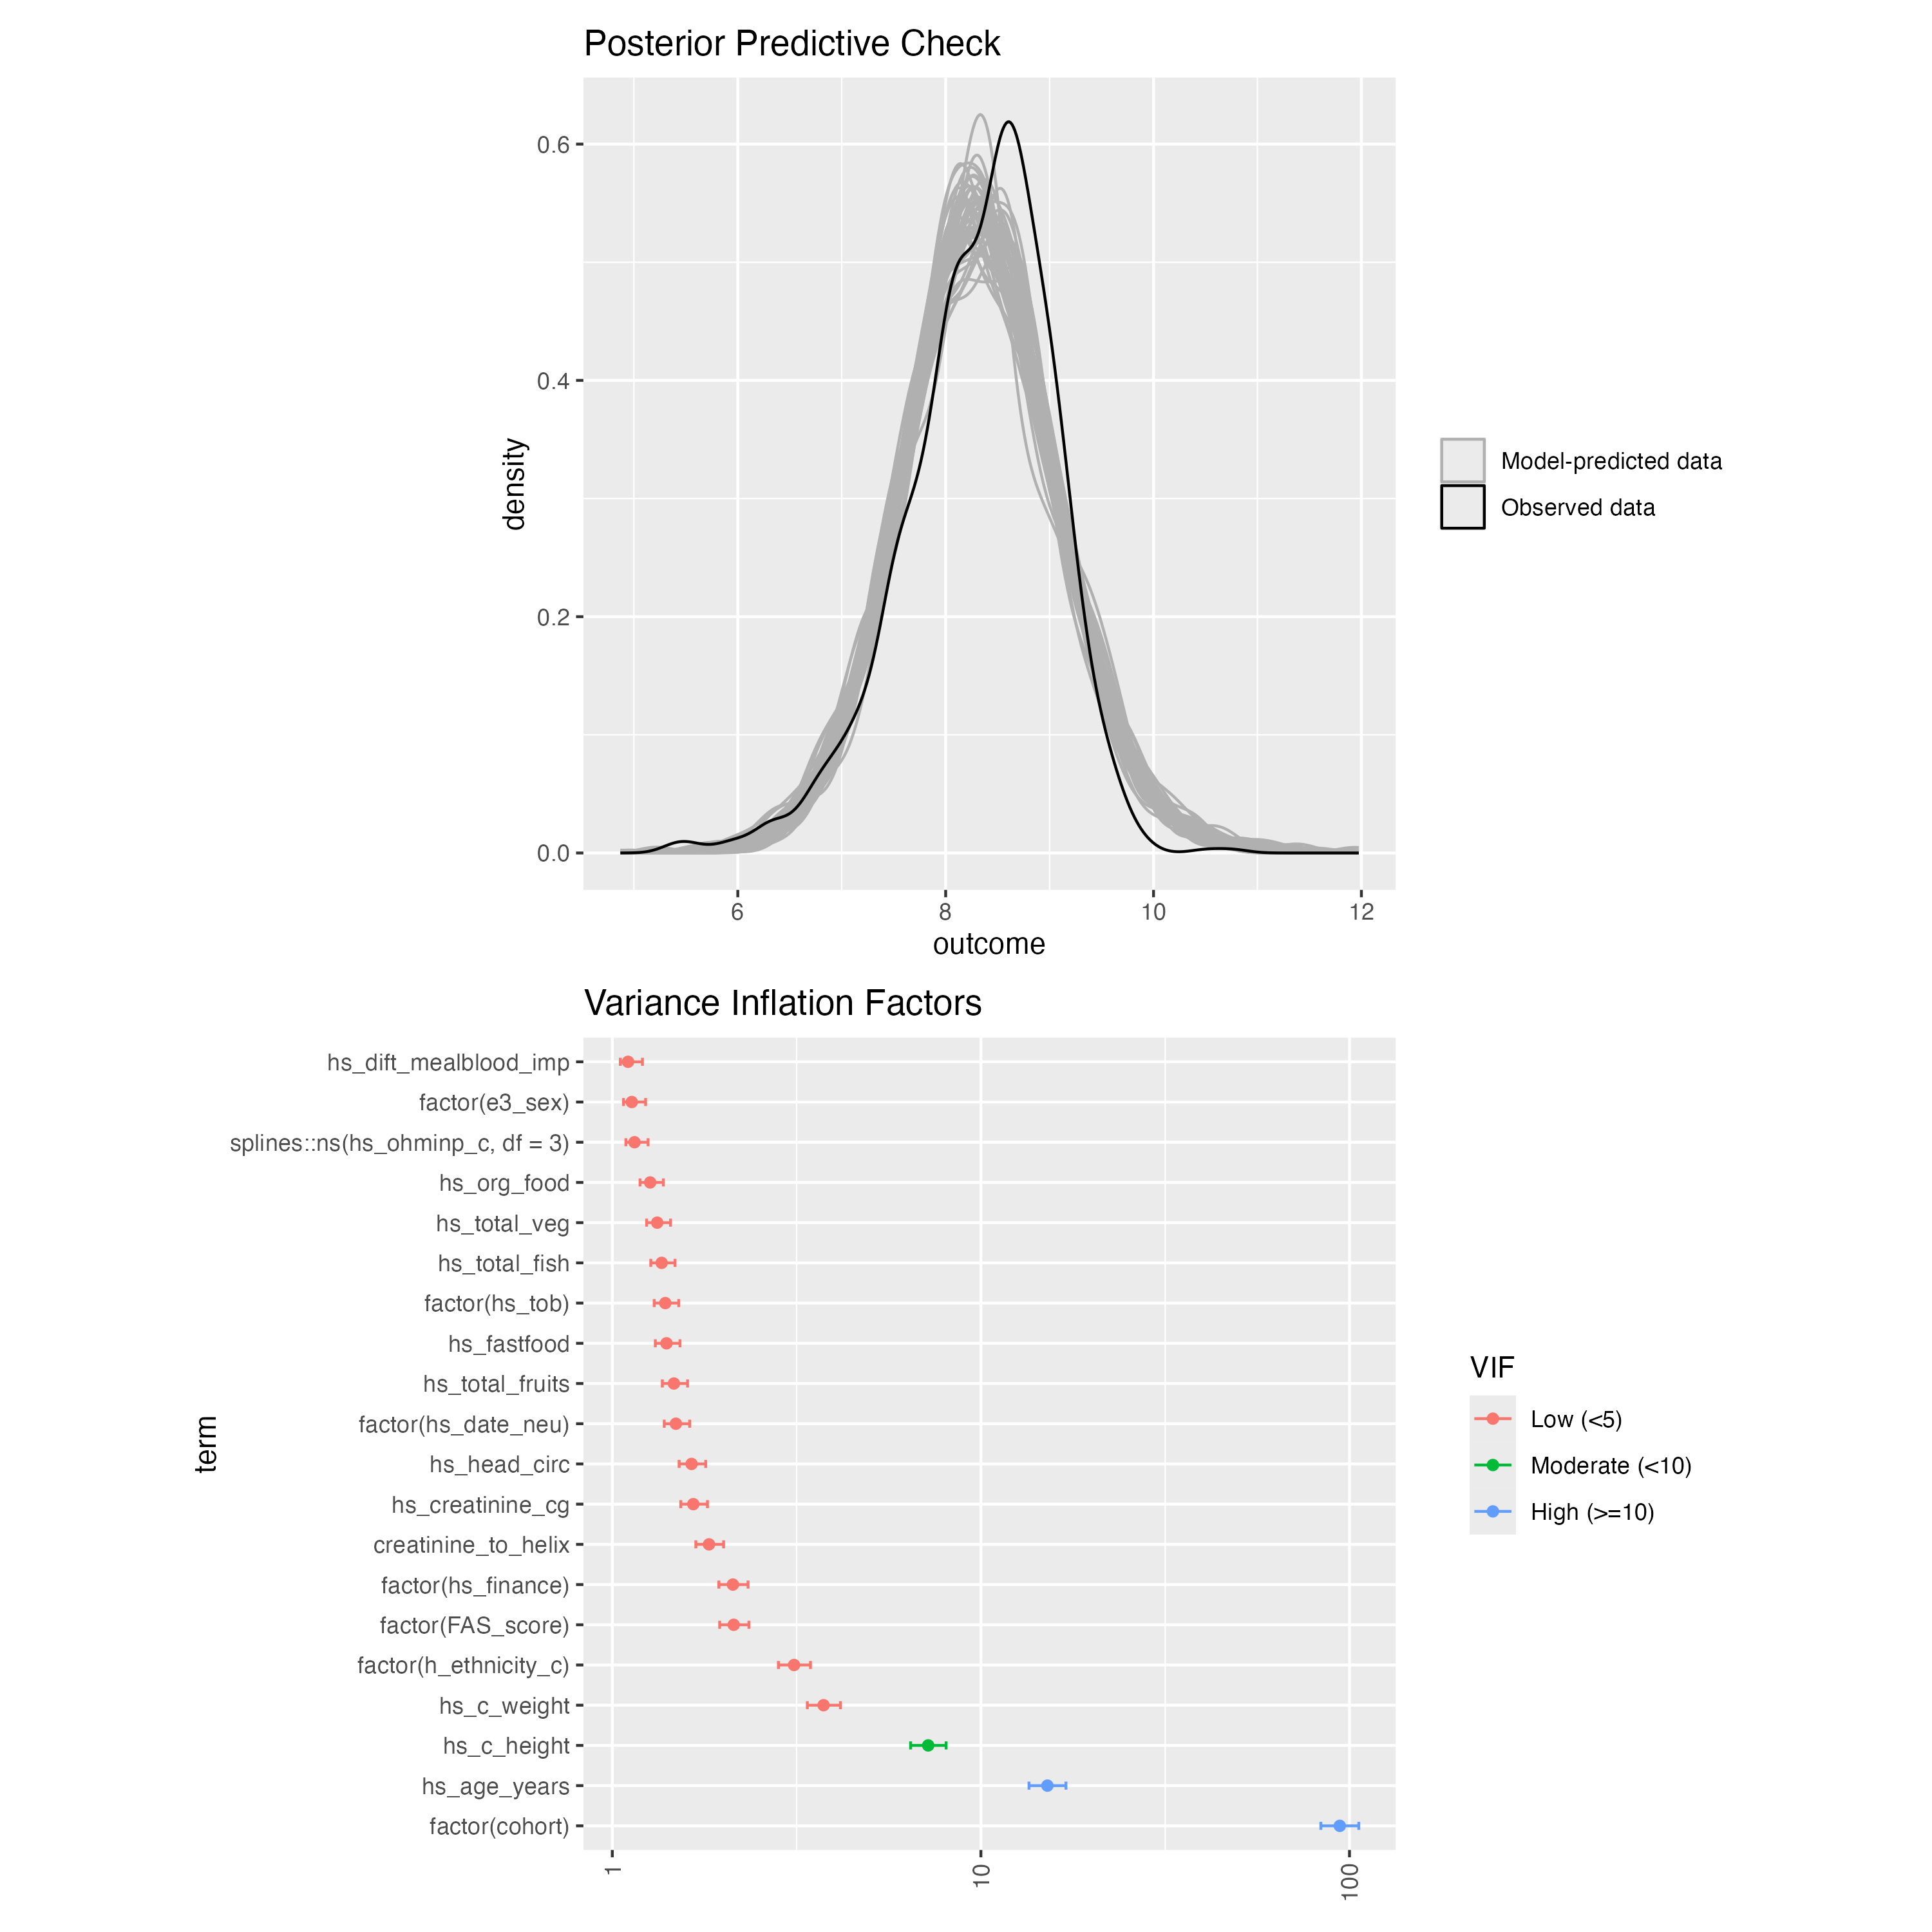 Posterior Predictive Check
density
0.6
0.4
0.2
0.0
6
8
10
12
outcome
Model-predicted data
Observed data
Variance Inflation Factors
term
hs_dift_mealblood_imp
factor(e3_sex)
splines::ns(hs_ohminp_c, df = 3)
hs_org_food
hs_total_veg
hs_total_fish
factor(hs_tob)
hs_fastfood
hs_total_fruits
factor(hs_date_neu)
hs_head_circ
hs_creatinine_cg
creatinine_to_helix
factor(hs_finance)
factor(FAS_score)
factor(h_ethnicity_c)
hs_c_weight
hs_c_height
hs_age_years
factor(cohort)
1
10
100
VIF
Low (<5)
Moderate (<10)
High (>=10)